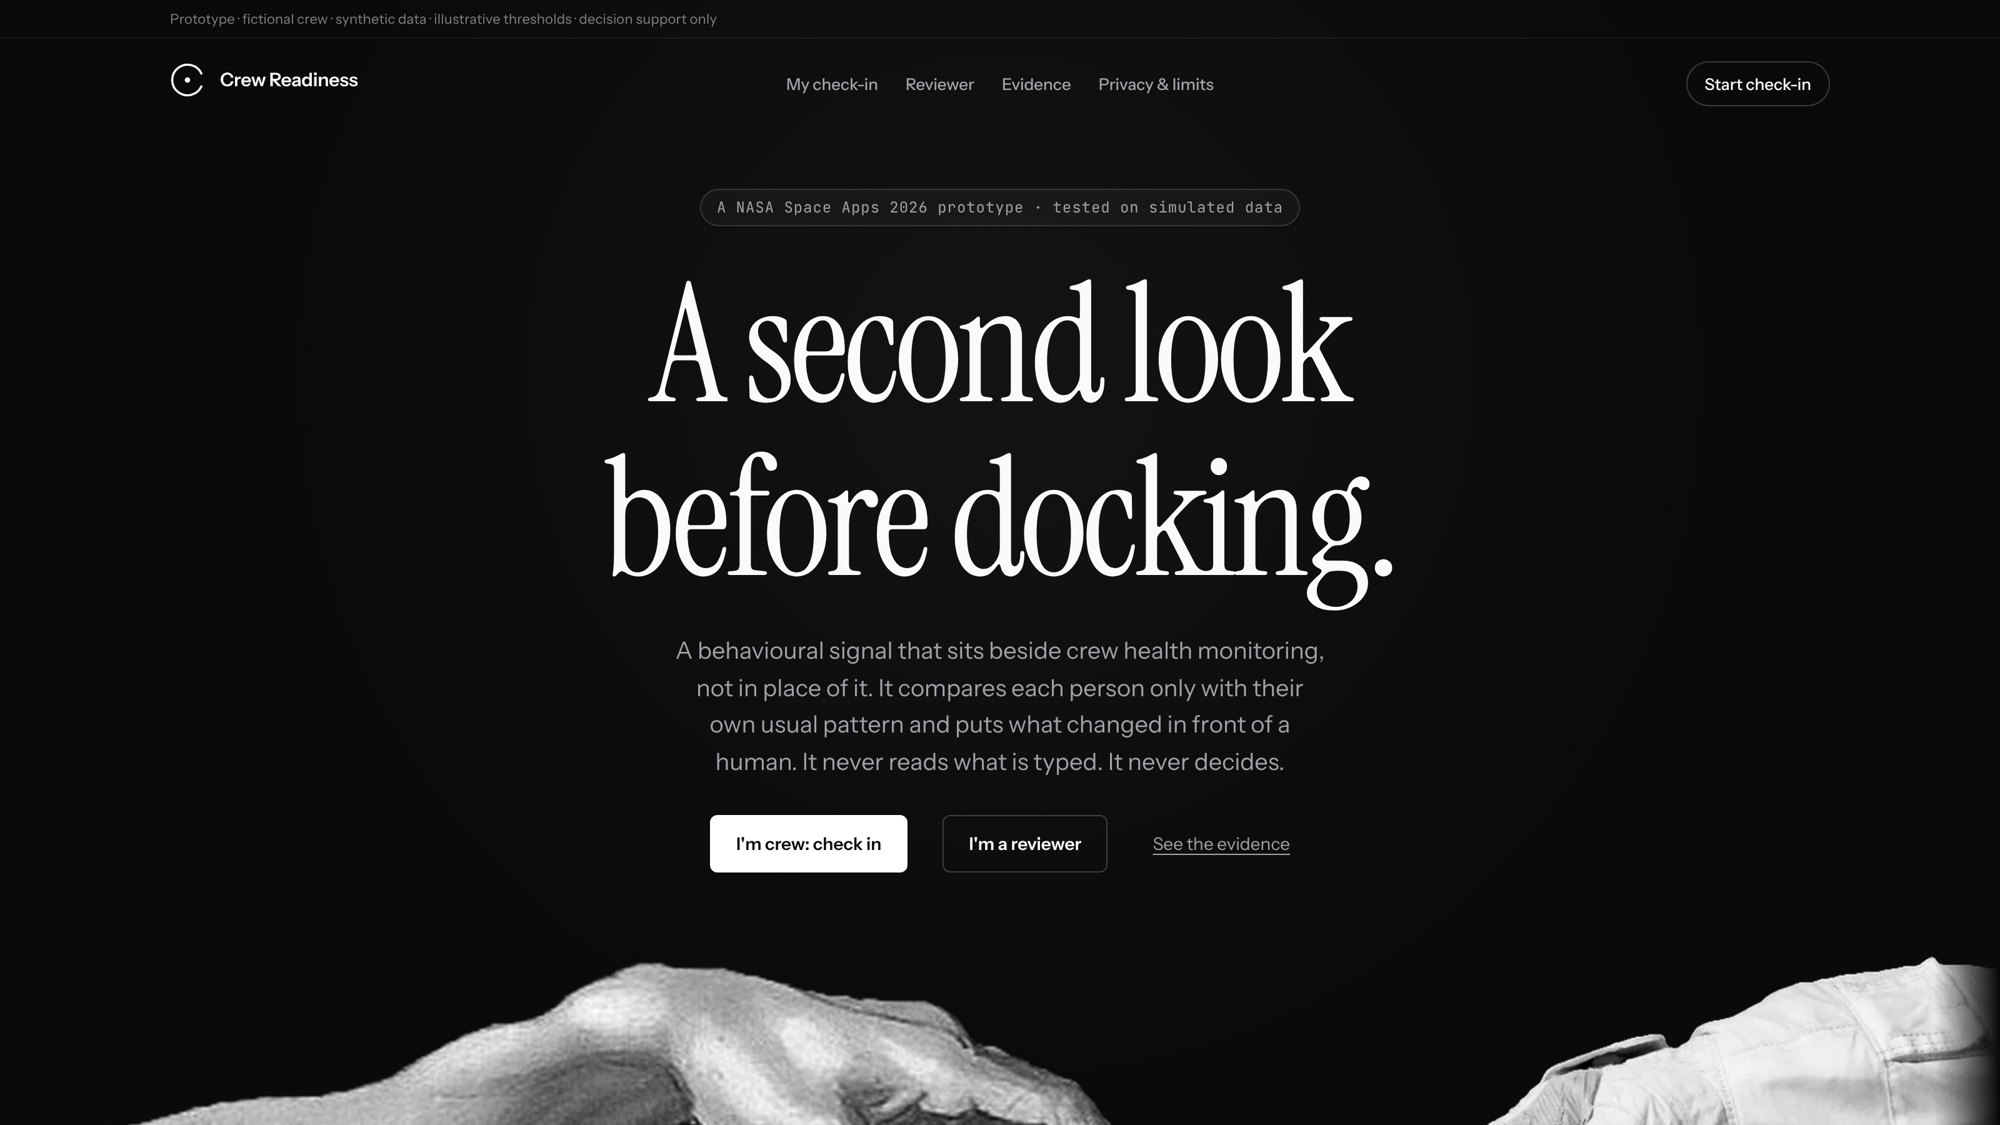 Prototype · fictional crew · synthetic data · illustrative thresholds · decision support only
Crew Readiness
My check-in
Reviewer
Evidence
Privacy & limits
Start check-in
A NASA Space Apps 2026 prototype · tested on simulated data
A second look
before docking.
A behavioural signal that sits beside crew health monitoring,
not in place of it. It compares each person only with their
own usual pattern and puts what changed in front of a
human. It never reads what is typed. It never decides.
I'm crew: check in
I'm a reviewer
See the evidence